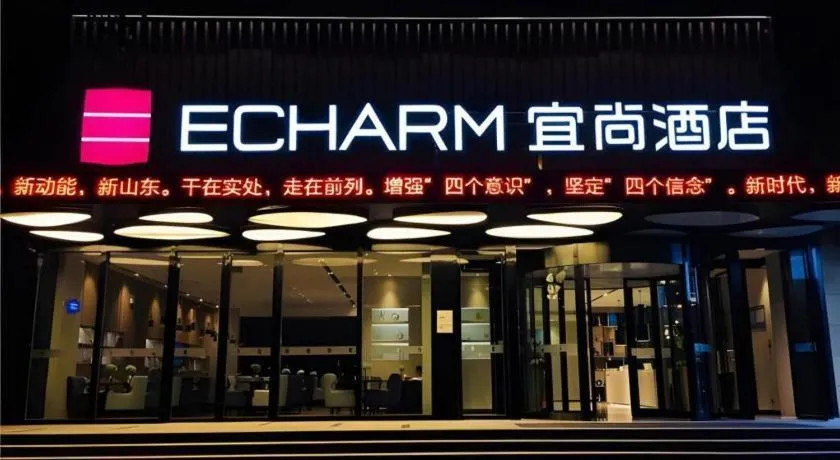 ECHARM 宜尚酒店
、新动能，新山东。干在实处，走在前列。增强“四个意识”，坚定“四个信念”。新时代，新